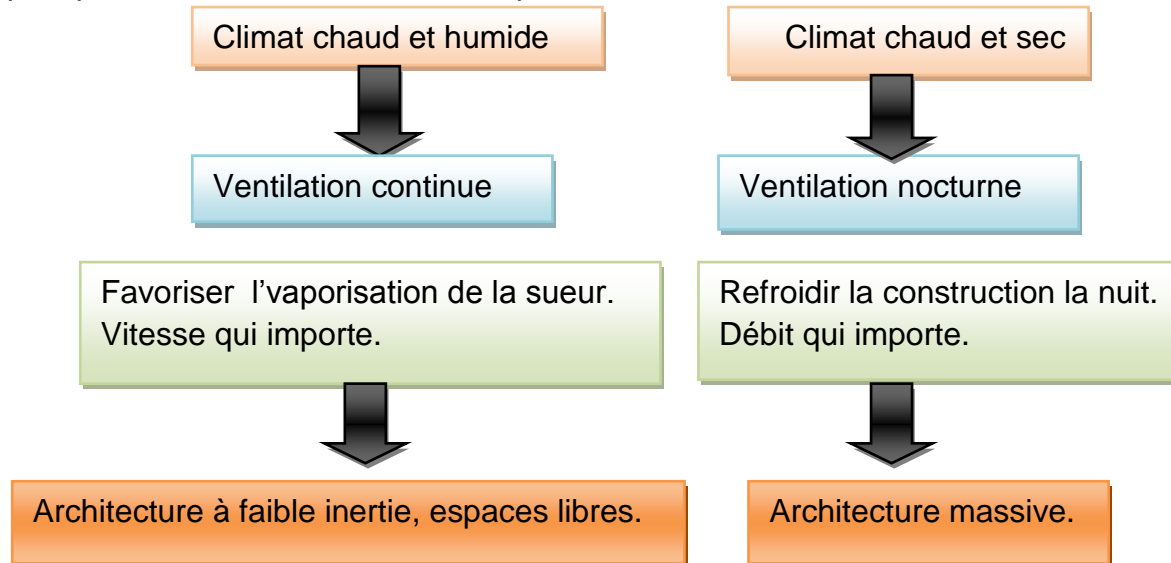 Climat chaud et humide
Ventilation continue
Favoriser l’vaporisation de la sueur.
Vitesse qui importe.
Architecture à faible inertie, espaces libres.
Climat chaud et sec
Ventilation nocturne
Refroidir la construction la nuit.
Débit qui importe.
Architecture massive.